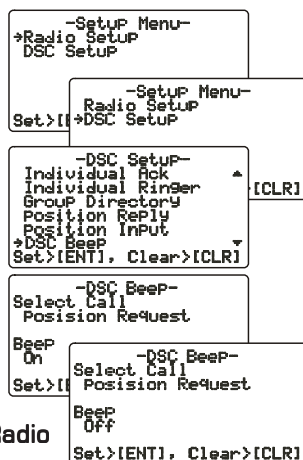 -Setup Menu-
→Radio Setup
DSC Setup
Set>[E
-Setup Menu-
Radio Setup
→DSC Setup
[CLR]
-DSC Setup-
Individual Ack ▲
Individual Ringer
Group Directory
Position Reply
Position Input
→DSC Beep ▼
Set>[ENT], Clear>[CLR]
-DSC Beep-
Select Call
Posision Request
Beep
On
Set>[E
-DSC Beep-
Select Call
Posision Request
Beep
Off
Set>[ENT], Clear>[CLR]
Radio